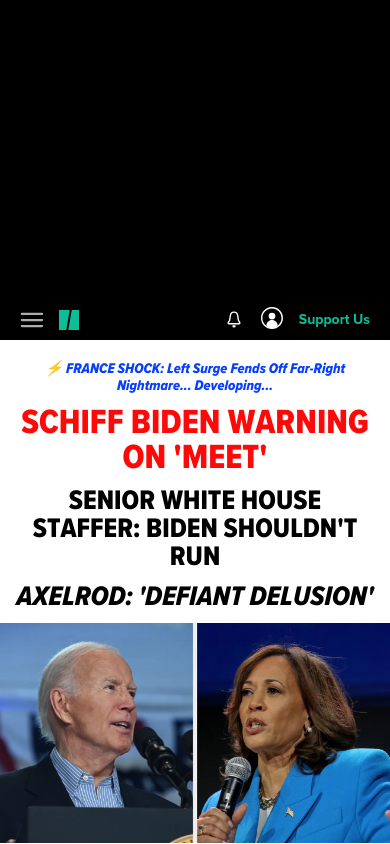 Support Us
⚡ FRANCE SHOCK: Left Surge Fends Off Far-Right
Nightmare... Developing...
SCHIFF BIDEN WARNING
ON 'MEET'
SENIOR WHITE HOUSE
STAFFER: BIDEN SHOULDN'T
RUN
AXELROD: 'DEFIANT DELUSION'